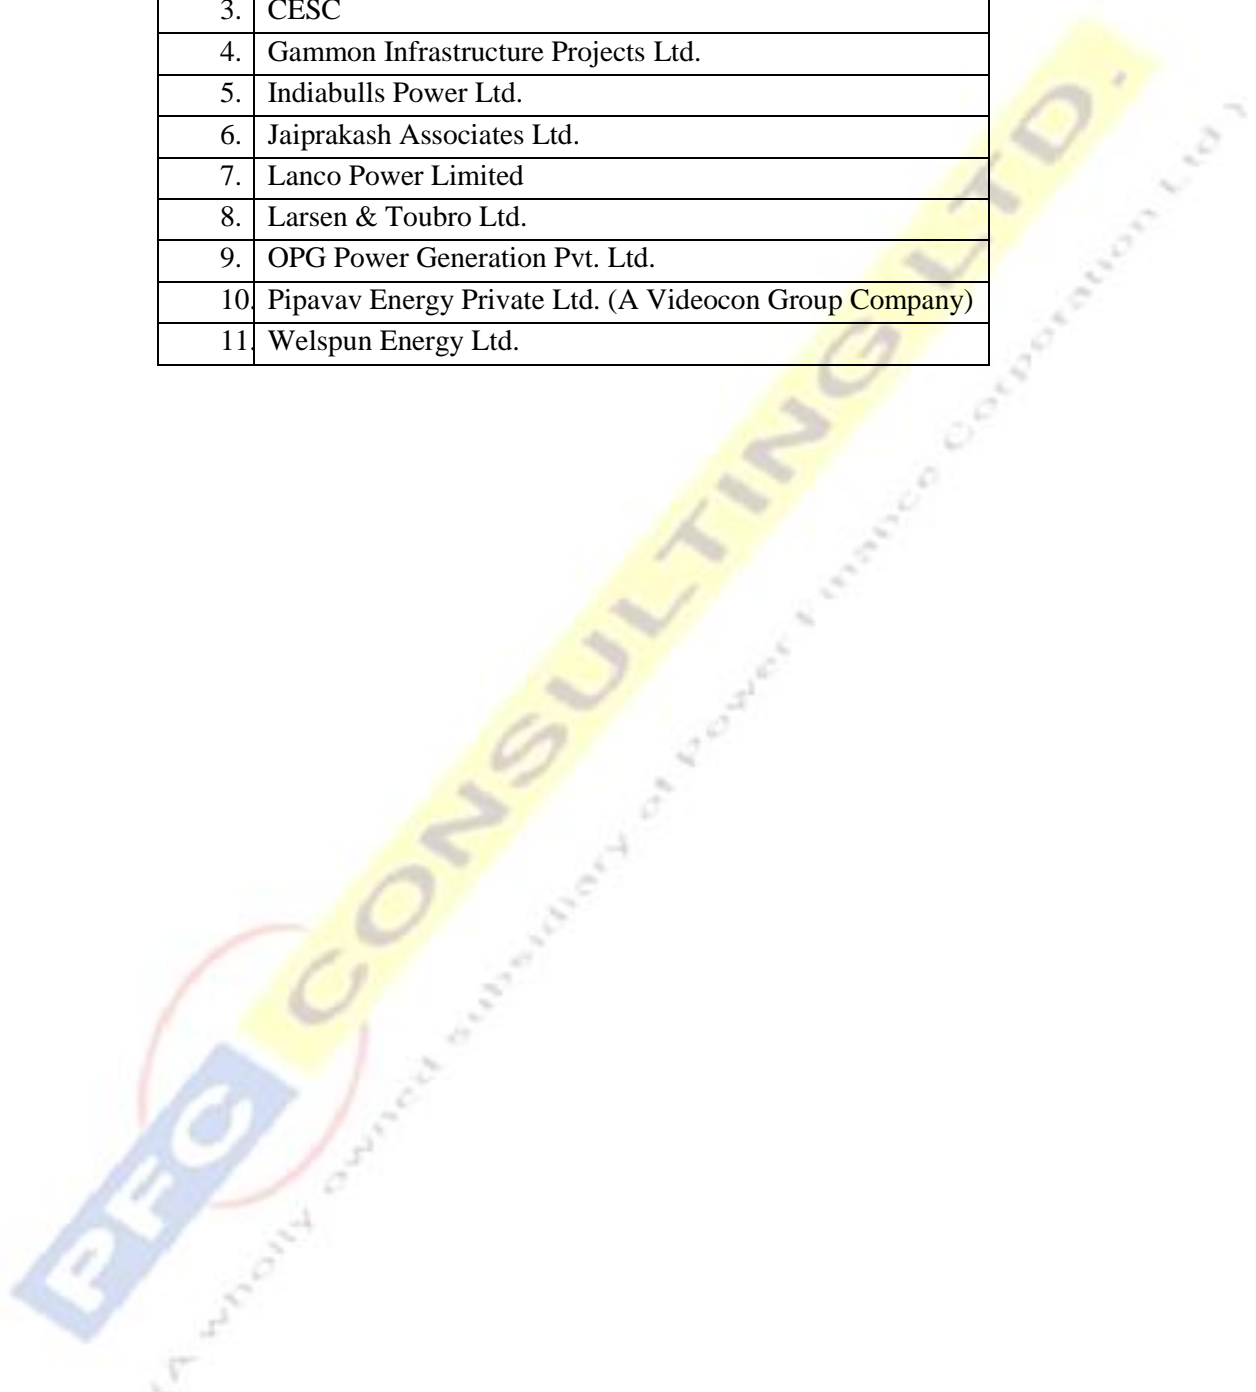 3. CESC
4. Gammon Infrastructure Projects Ltd.
5. Indiabulls Power Ltd.
6. Jaiprakash Associates Ltd.
7. Lanco Power Limited
8. Larsen & Toubro Ltd.
9. OPG Power Generation Pvt. Ltd.
10. Pipavav Energy Private Ltd. (A Videocon Group Company)
11. Welspun Energy Ltd.
PFC CONSULTING LTD.
(A wholly owned subsidiary of Power Finance Corporation Ltd )